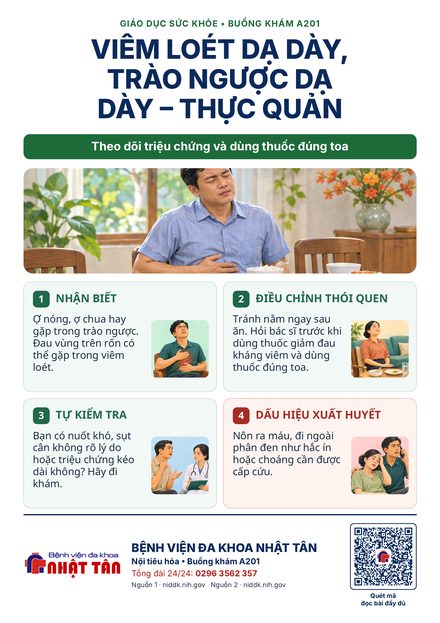 GIÁO DỤC SỨC KHỎE • BUỒNG KHÁM A201
VIÊM LOÉT DẠ DÀY,
TRÀO NGƯỢC DẠ
DÀY – THỰC QUẢN
Theo dõi triệu chứng và dùng thuốc đúng toa
1 NHẬN BIẾT
Ợ nóng, ợ chua hay
gặp trong trào ngược.
Đau vùng trên rốn có
thể gặp trong viêm
loét.
2 ĐIỀU CHỈNH THÓI QUEN
Tránh nằm ngay sau
ăn. Hỏi bác sĩ trước khi
dùng thuốc giảm đau
kháng viêm và dùng
thuốc đúng toa.
3 TỰ KIỂM TRA
Bạn có nuốt khó, sụt
cân không rõ lý do
hoặc triệu chứng kéo
dài không? Hãy đi
khám.
4 DẤU HIỆU XUẤT HUYẾT
Nôn ra máu, đi ngoài
phân đen như hắc ín
hoặc choáng cần được
cấp cứu.
Bệnh viện đa khoa
NHẬT TÂN
BỆNH VIỆN ĐA KHOA NHẬT TÂN
Nội tiêu hóa • Buồng khám A201
Tổng đài 24/24: 0296 3562 357
Nguồn 1 · niddk.nih.gov Nguồn 2 · niddk.nih.gov
Quét mã
đọc bài đầy đủ